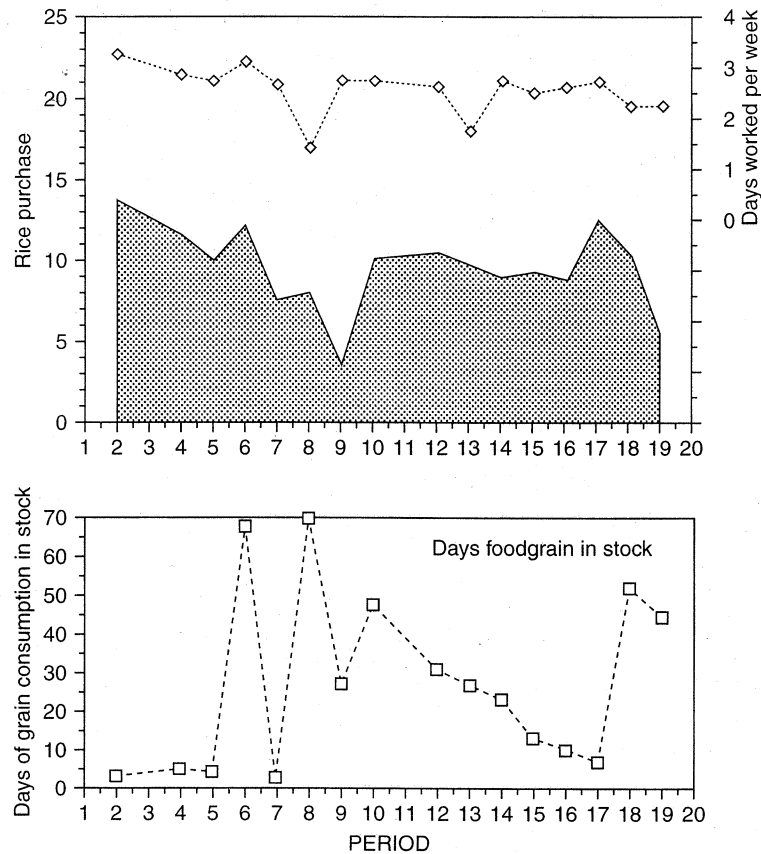 25
20
15
10
5
0
Rice purchase
4
3
2
1
0
Days worked per week
1 2 3 4 5 6 7 8 9 10 11 12 13 14 15 16 17 18 19 20
Days of grain consumption in stock
70
60
50
40
30
20
10
0
Days foodgrain in stock
1 2 3 4 5 6 7 8 9 10 11 12 13 14 15 16 17 18 19 20
PERIOD